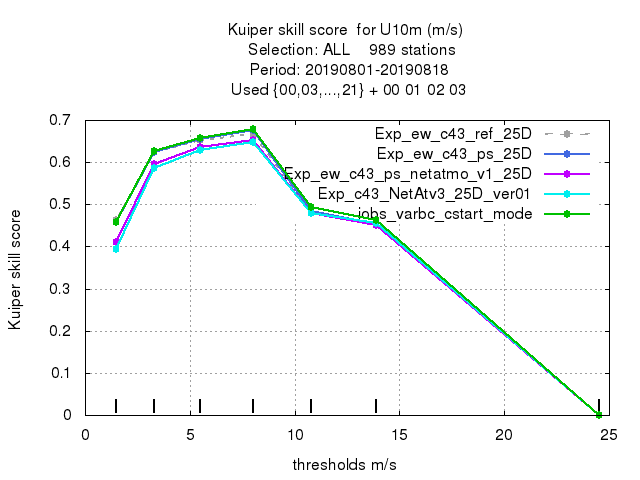 Kuiper skill score for U10m (m/s)
Selection: ALL 989 stations
Period: 20190801-20190818
Used {00,03,...,21} + 00 01 02 03
Exp_ew_c43_ref_25D
Exp_ew_c43_ps_25D
Exp_ew_c43_ps_netatmo_v1_25D
Exp_c43_NetAtv3_25D_ver01
jobs_varbc_cstart_mode
Kuiper skill score
0.7
0.6
0.5
0.4
0.3
0.2
0.1
0
0 5 10 15 20 25
thresholds m/s